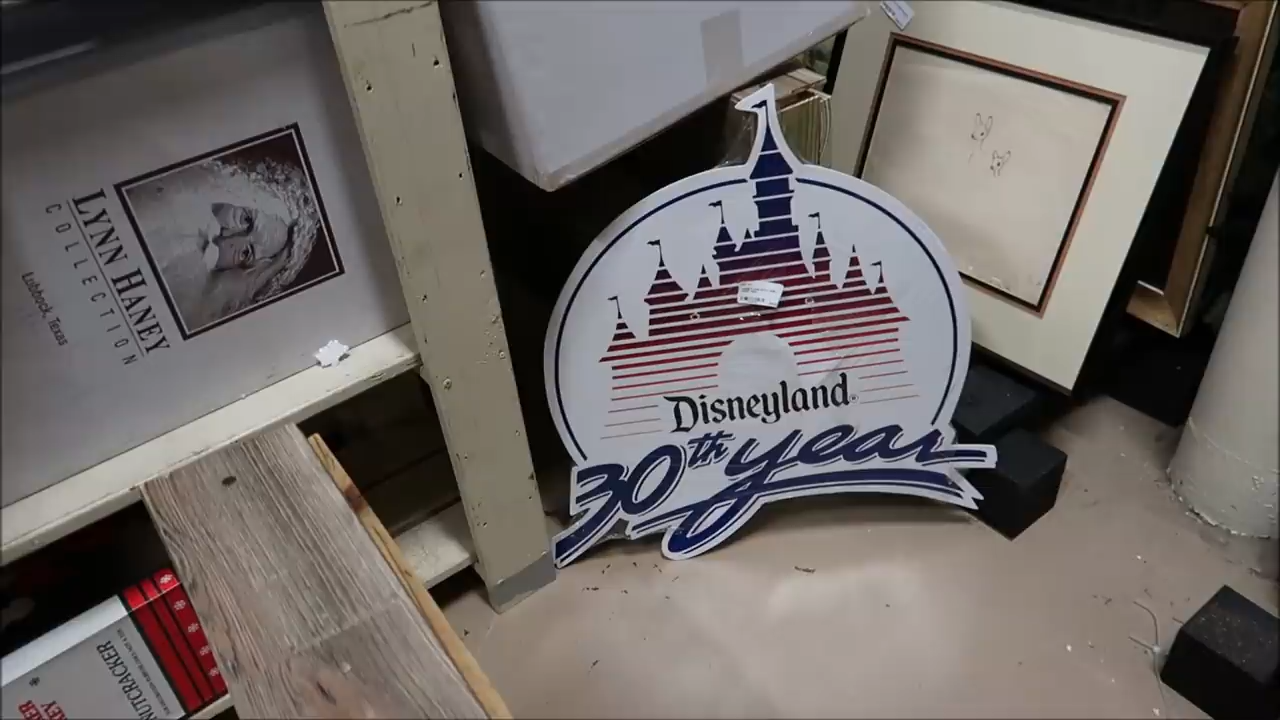 LYNN HANEY
COLLECTION
Lubbock, Texas
Disneyland®
30th year
NUTCRACKER